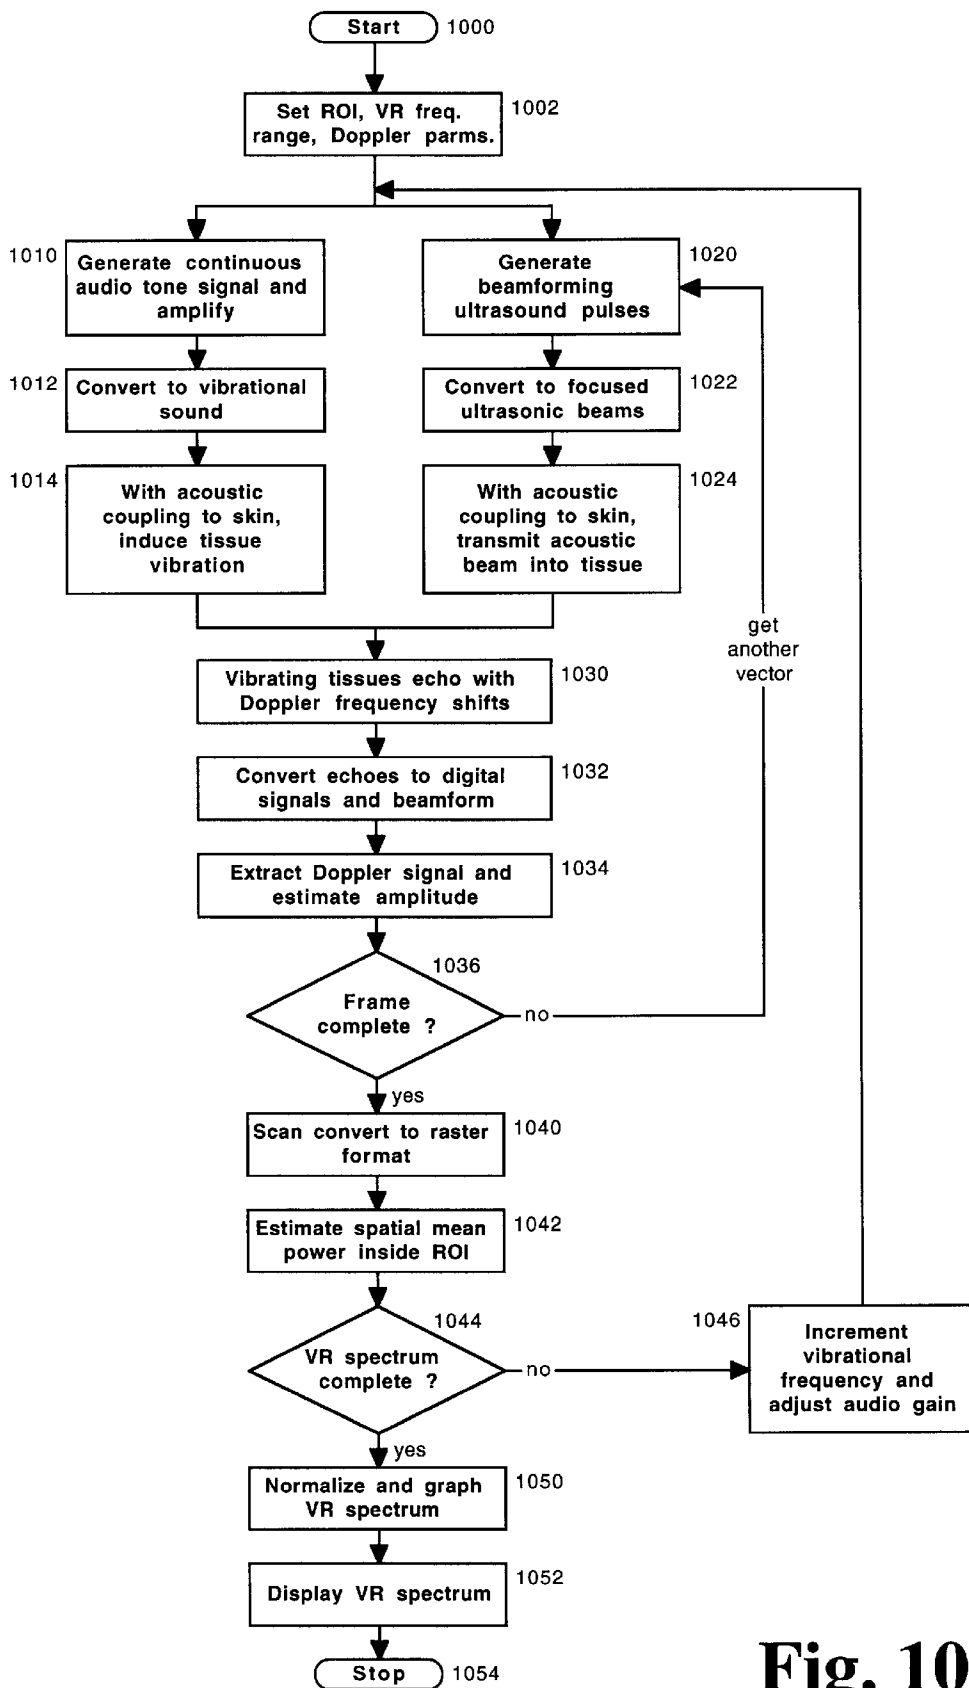 Start
1000
Set ROI, VR freq.
range, Doppler parms.
1002
1010
Generate continuous
audio tone signal and
amplify
Generate
beamforming
ultrasound pulses
1020
1012
Convert to vibrational
sound
Convert to focused
ultrasonic beams
1022
1014
With acoustic
coupling to skin,
induce tissue
vibration
With acoustic
coupling to skin,
transmit acoustic
beam into tissue
1024
get
another
vector
Vibrating tissues echo with
Doppler frequency shifts
1030
Convert echoes to digital
signals and beamform
1032
Extract Doppler signal and
estimate amplitude
1034
1036
Frame
complete ?
no
yes
Scan convert to raster
format
1040
Estimate spatial mean
power inside ROI
1042
1044
VR spectrum
complete ?
no
1046
Increment
vibrational
frequency and
adjust audio gain
yes
Normalize and graph
VR spectrum
1050
Display VR spectrum
1052
Stop
1054
Fig. 10